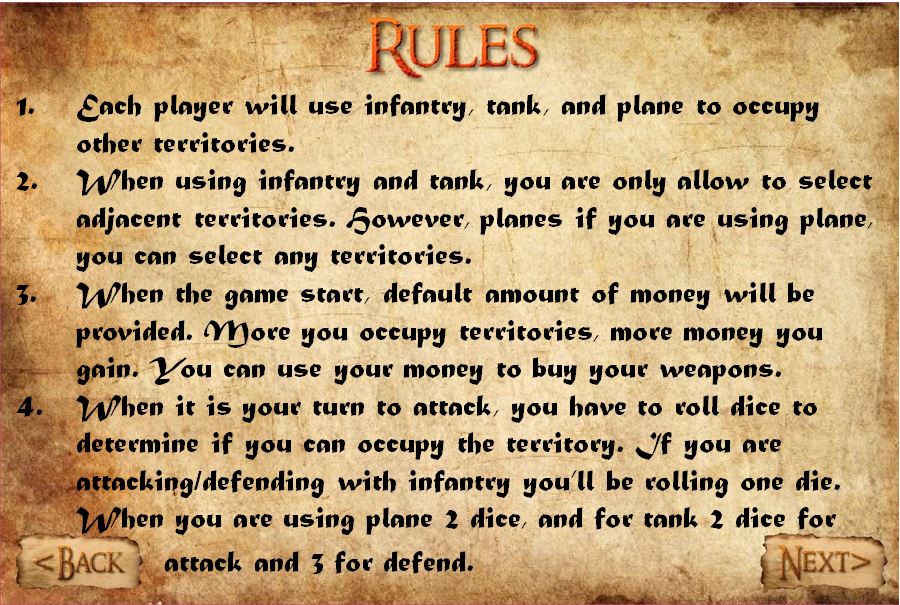 RULES
1. Each player will use infantry, tank, and plane to occupy
other territories.
2. When using infantry and tank, you are only allow to select
adjacent territories. However, planes if you are using plane,
you can select any territories.
3. When the game start, default amount of money will be
provided. More you occupy territories, more money you
gain. You can use your money to buy your weapons.
4. When it is your turn to attack, you have to roll dice to
determine if you can occupy the territory. If you are
attacking/defending with infantry you'll be rolling one die.
When you are using plane 2 dice, and for tank 2 dice for
attack and 3 for defend.
<BACK
NEXT>